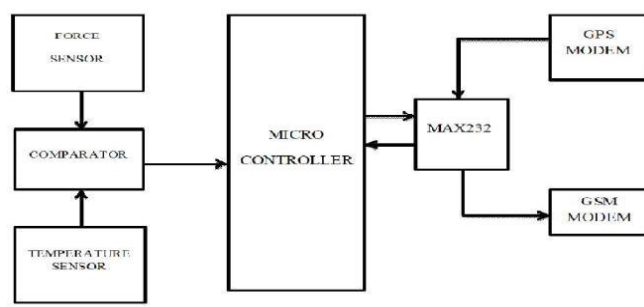 FORCE
SENSOR
COMPARATOR
TEMPERATURE
SENSOR
MICRO
CONTROLLER
MAX232
GPS
MODEM
GSM
MODEM